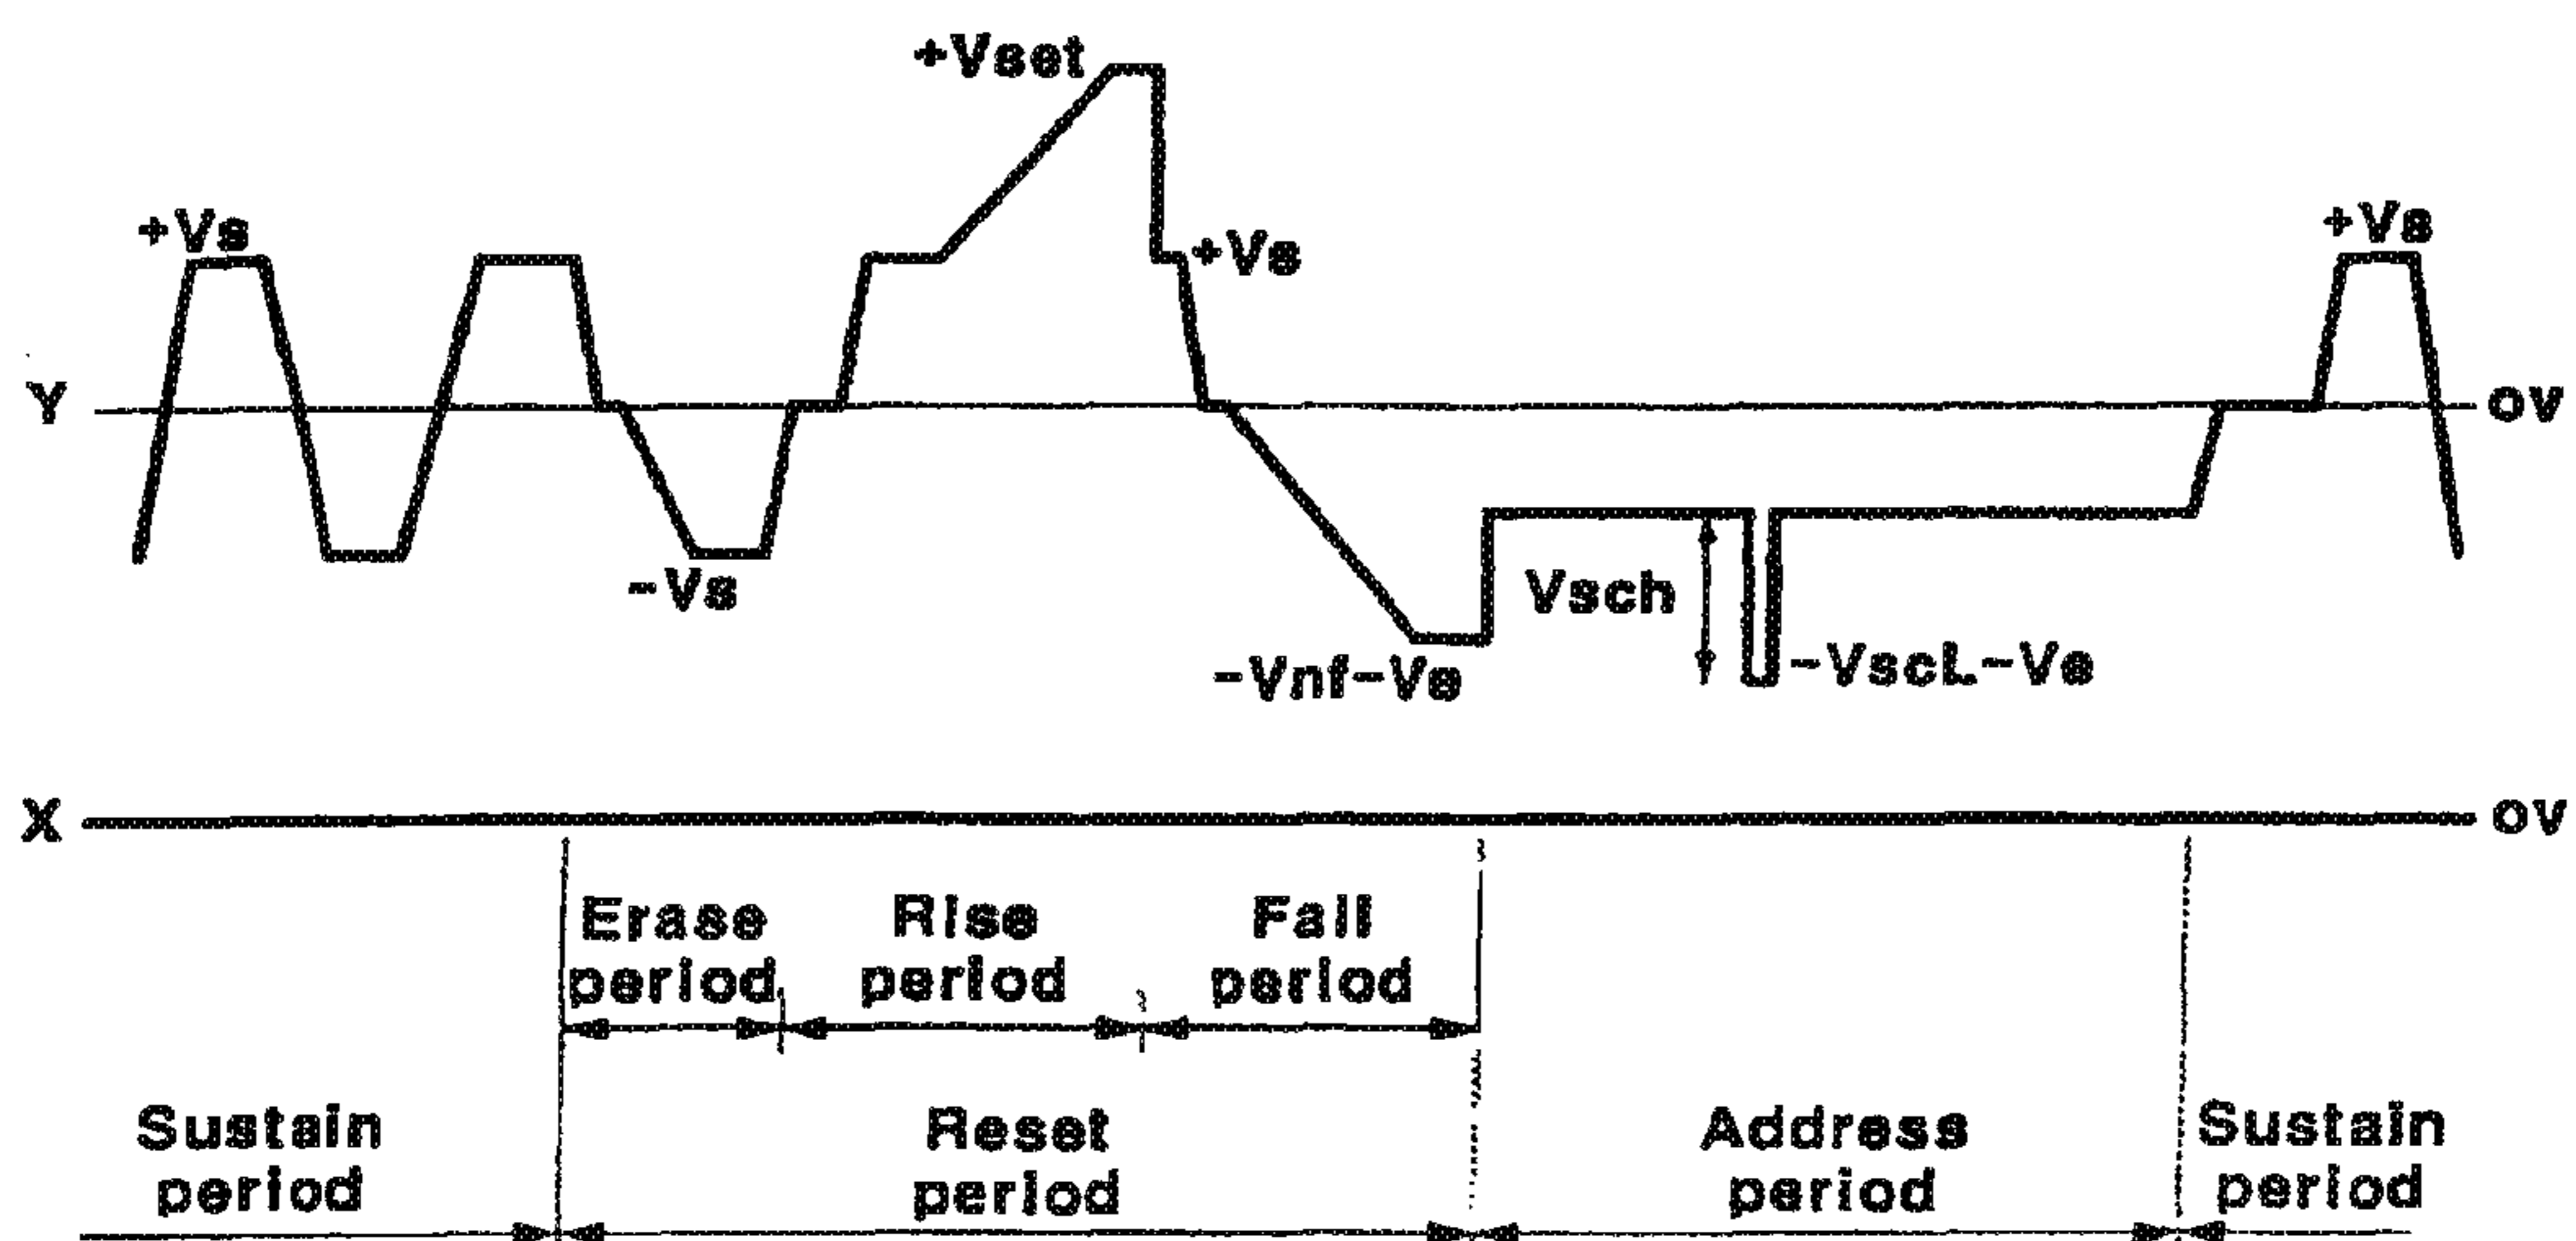 +Vset
+Vs
+Vs
+Vs
Y
0V
-Vs
Vsch
-Vnf-Ve
-VscL-Ve
X
0V
Erase
period
Rise
period
Fall
period
Sustain
period
Reset
period
Address
period
Sustain
period